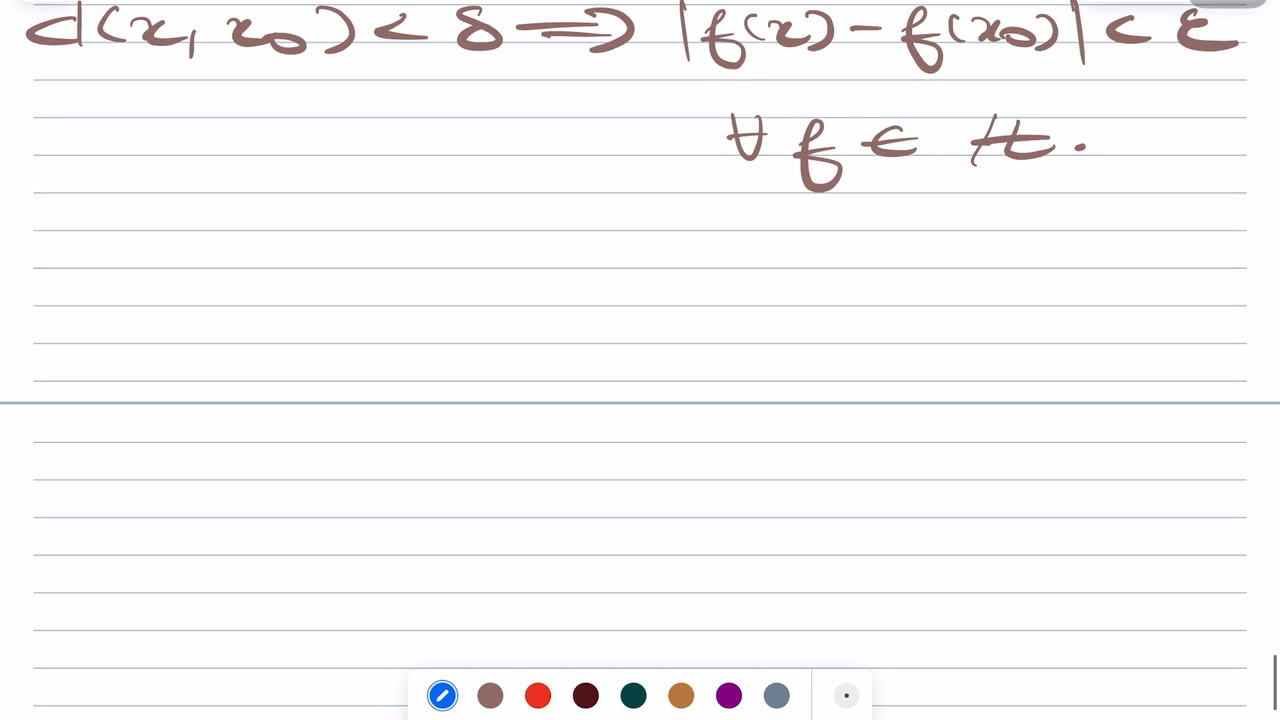 d(x, x₀) < δ ⟹ |f(x) - f(x₀)| < ε
∀ f ∈ ℋ.